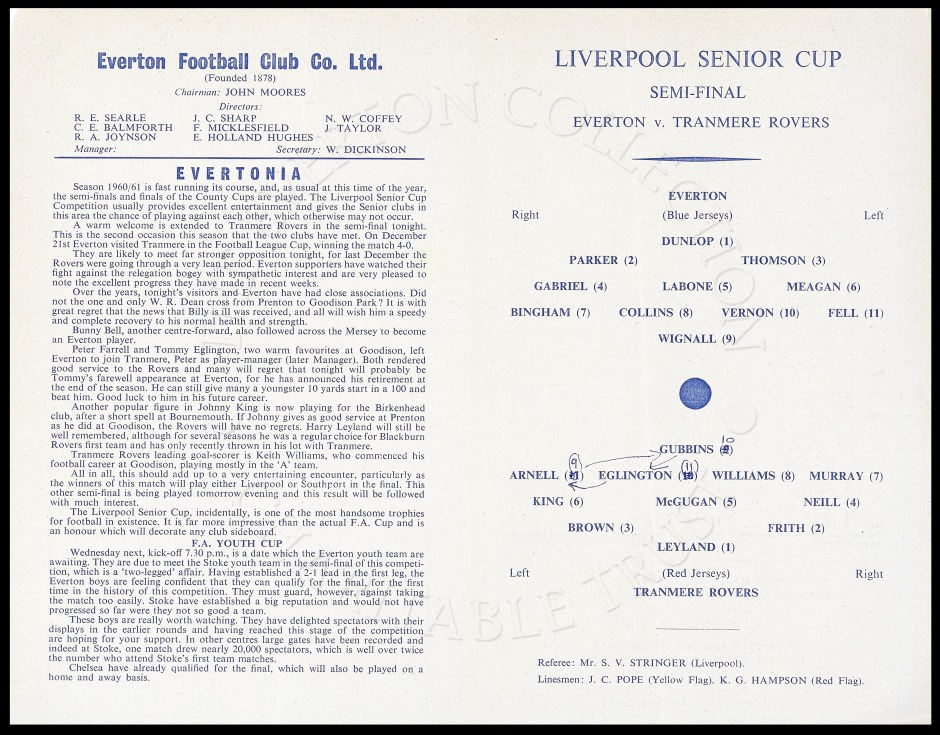 Everton Football Club Co. Ltd.
(Founded 1878)
Chairman: JOHN MOORES
Directors:
R. E. SEARLE J. C. SHARP N. W. COFFEY
C. E. BALMFORTH F. MICKLESFIELD J. TAYLOR
R. A. JOYNSON E. HOLLAND HUGHES
Manager: Secretary: W. DICKINSON
EVERTONIA
Season 1960/61 is fast running its course, and, as usual at this time of the year,
the semi-finals and finals of the County Cups are played. The Liverpool Senior Cup
Competition usually provides excellent entertainment and gives the Senior clubs in
this area the chance of playing against each other, which otherwise may not occur.
A warm welcome is extended to Tranmere Rovers in the semi-final tonight.
This is the second occasion this season that the two clubs have met. On December
21st Everton visited Tranmere in the Football League Cup, winning the match 4-0.
They are likely to meet far stronger opposition tonight, for last December the
Rovers were going through a very lean period. Everton supporters have watched their
fight against the relegation bogey with sympathetic interest and are very pleased to
note the excellent progress they have made in recent weeks.
Over the years, tonight's visitors and Everton have had close associations. Did
not the one and only W. R. Dean cross from Prenton to Goodison Park? It is with
great regret that the news that Billy is ill was received, and all will wish him a speedy
and complete recovery to his normal health and strength.
Bunny Bell, another centre-forward, also followed across the Mersey to become
an Everton player.
Peter Farrell and Tommy Eglington, two warm favourites at Goodison, left
Everton to join Tranmere, Peter as player-manager (later Manager). Both rendered
good service to the Rovers and many will regret that tonight will probably be
Tommy's farewell appearance at Everton, for he has announced his retirement at
the end of the season. He can still give many a youngster 10 yards start in a 100 and
beat him. Good luck to him in his future career.
Another popular figure in Johnny King is now playing for the Birkenhead
club, after a short spell at Bournemouth. If Johnny gives as good service at Prenton
as he did at Goodison, the Rovers will have no regrets. Harry Leyland will still be
well remembered, although for several seasons he was a regular choice for Blackburn
Rovers first team and has only recently thrown in his lot with Tranmere.
Tranmere Rovers leading goal-scorer is Keith Williams, who commenced his
football career at Goodison, playing mostly in the 'A' team.
All in all, this should add up to a very entertaining encounter, particularly as
the winners of this match will play either Liverpool or Southport in the final. This
other semi-final is being played tomorrow evening and this result will be followed
with much interest.
The Liverpool Senior Cup, incidentally, is one of the most handsome trophies
for football in existence. It is far more impressive than the actual F.A. Cup and is
an honour which will decorate any club sideboard.
F.A. YOUTH CUP
Wednesday next, kick-off 7.30 p.m., is a date which the Everton youth team are
awaiting. They are due to meet the Stoke youth team in the semi-final of this competi-
tion, which is a 'two-legged' affair. Having established a 2-1 lead in the first leg, the
Everton boys are feeling confident that they can qualify for the final, for the first
time in the history of this competition. They must guard, however, against taking
the match too easily. Stoke have established a big reputation and would not have
progressed so far were they not so good a team.
These boys are really worth watching. They have delighted spectators with their
displays in the earlier rounds and having reached this stage of the competition
are hoping for your support. In other centres large gates have been recorded and
indeed at Stoke, one match drew nearly 20,000 spectators, which is well over twice
the number who attend Stoke's first team matches.
Chelsea have already qualified for the final, which will also be played on a
home and away basis.
LIVERPOOL SENIOR CUP
SEMI-FINAL
EVERTON v. TRANMERE ROVERS
EVERTON
Right (Blue Jerseys) Left
DUNLOP (1)
PARKER (2) THOMSON (3)
GABRIEL (4) LABONE (5) MEAGAN (6)
BINGHAM (7) COLLINS (8) VERNON (10) FELL (11)
WIGNALL (9)
10
GUBBINS
9 11
ARNELL EGLINGTON WILLIAMS (8) MURRAY (7)
KING (6) McGUGAN (5) NEILL (4)
BROWN (3) FRITH (2)
LEYLAND (1)
Left (Red Jerseys) Right
TRANMERE ROVERS
Referee: Mr. S. V. STRINGER (Liverpool).
Linesmen: J. C. POPE (Yellow Flag). K. G. HAMPSON (Red Flag).